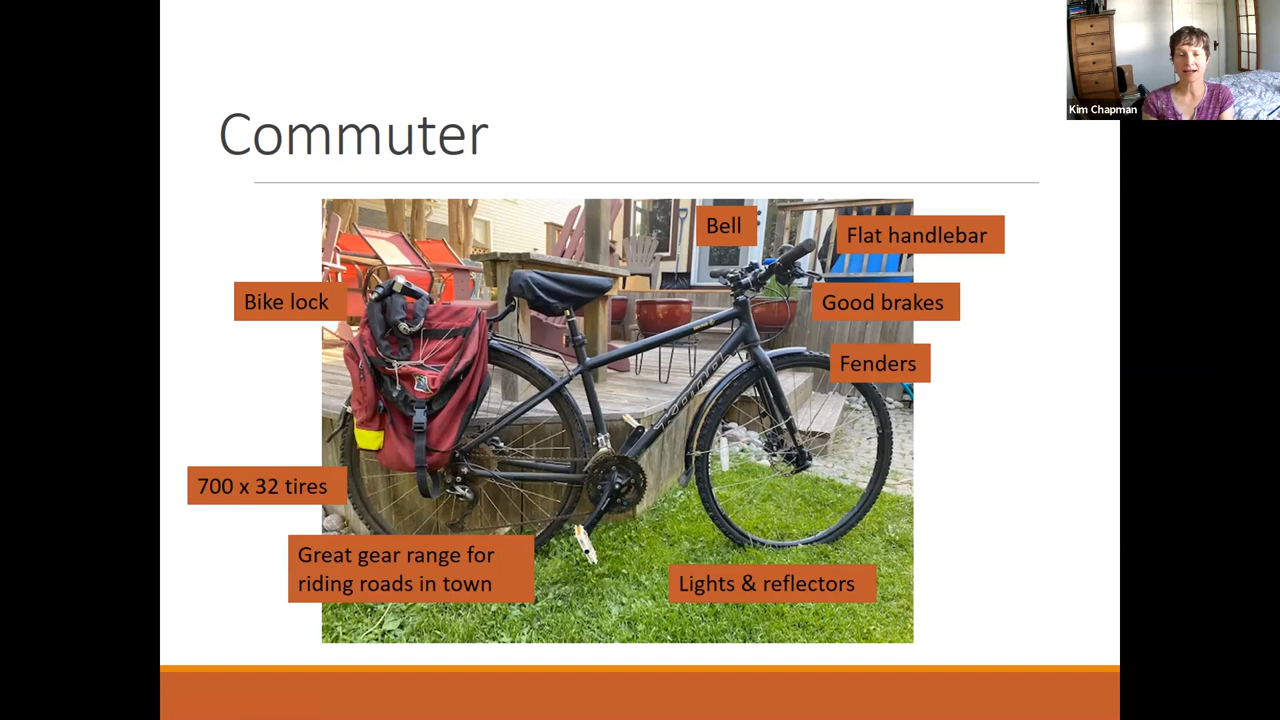 Kim Chapman
Commuter
Bell
Flat handlebar
Bike lock
Good brakes
Fenders
KONA
700 x 32 tires
Great gear range for
riding roads in town
Lights & reflectors